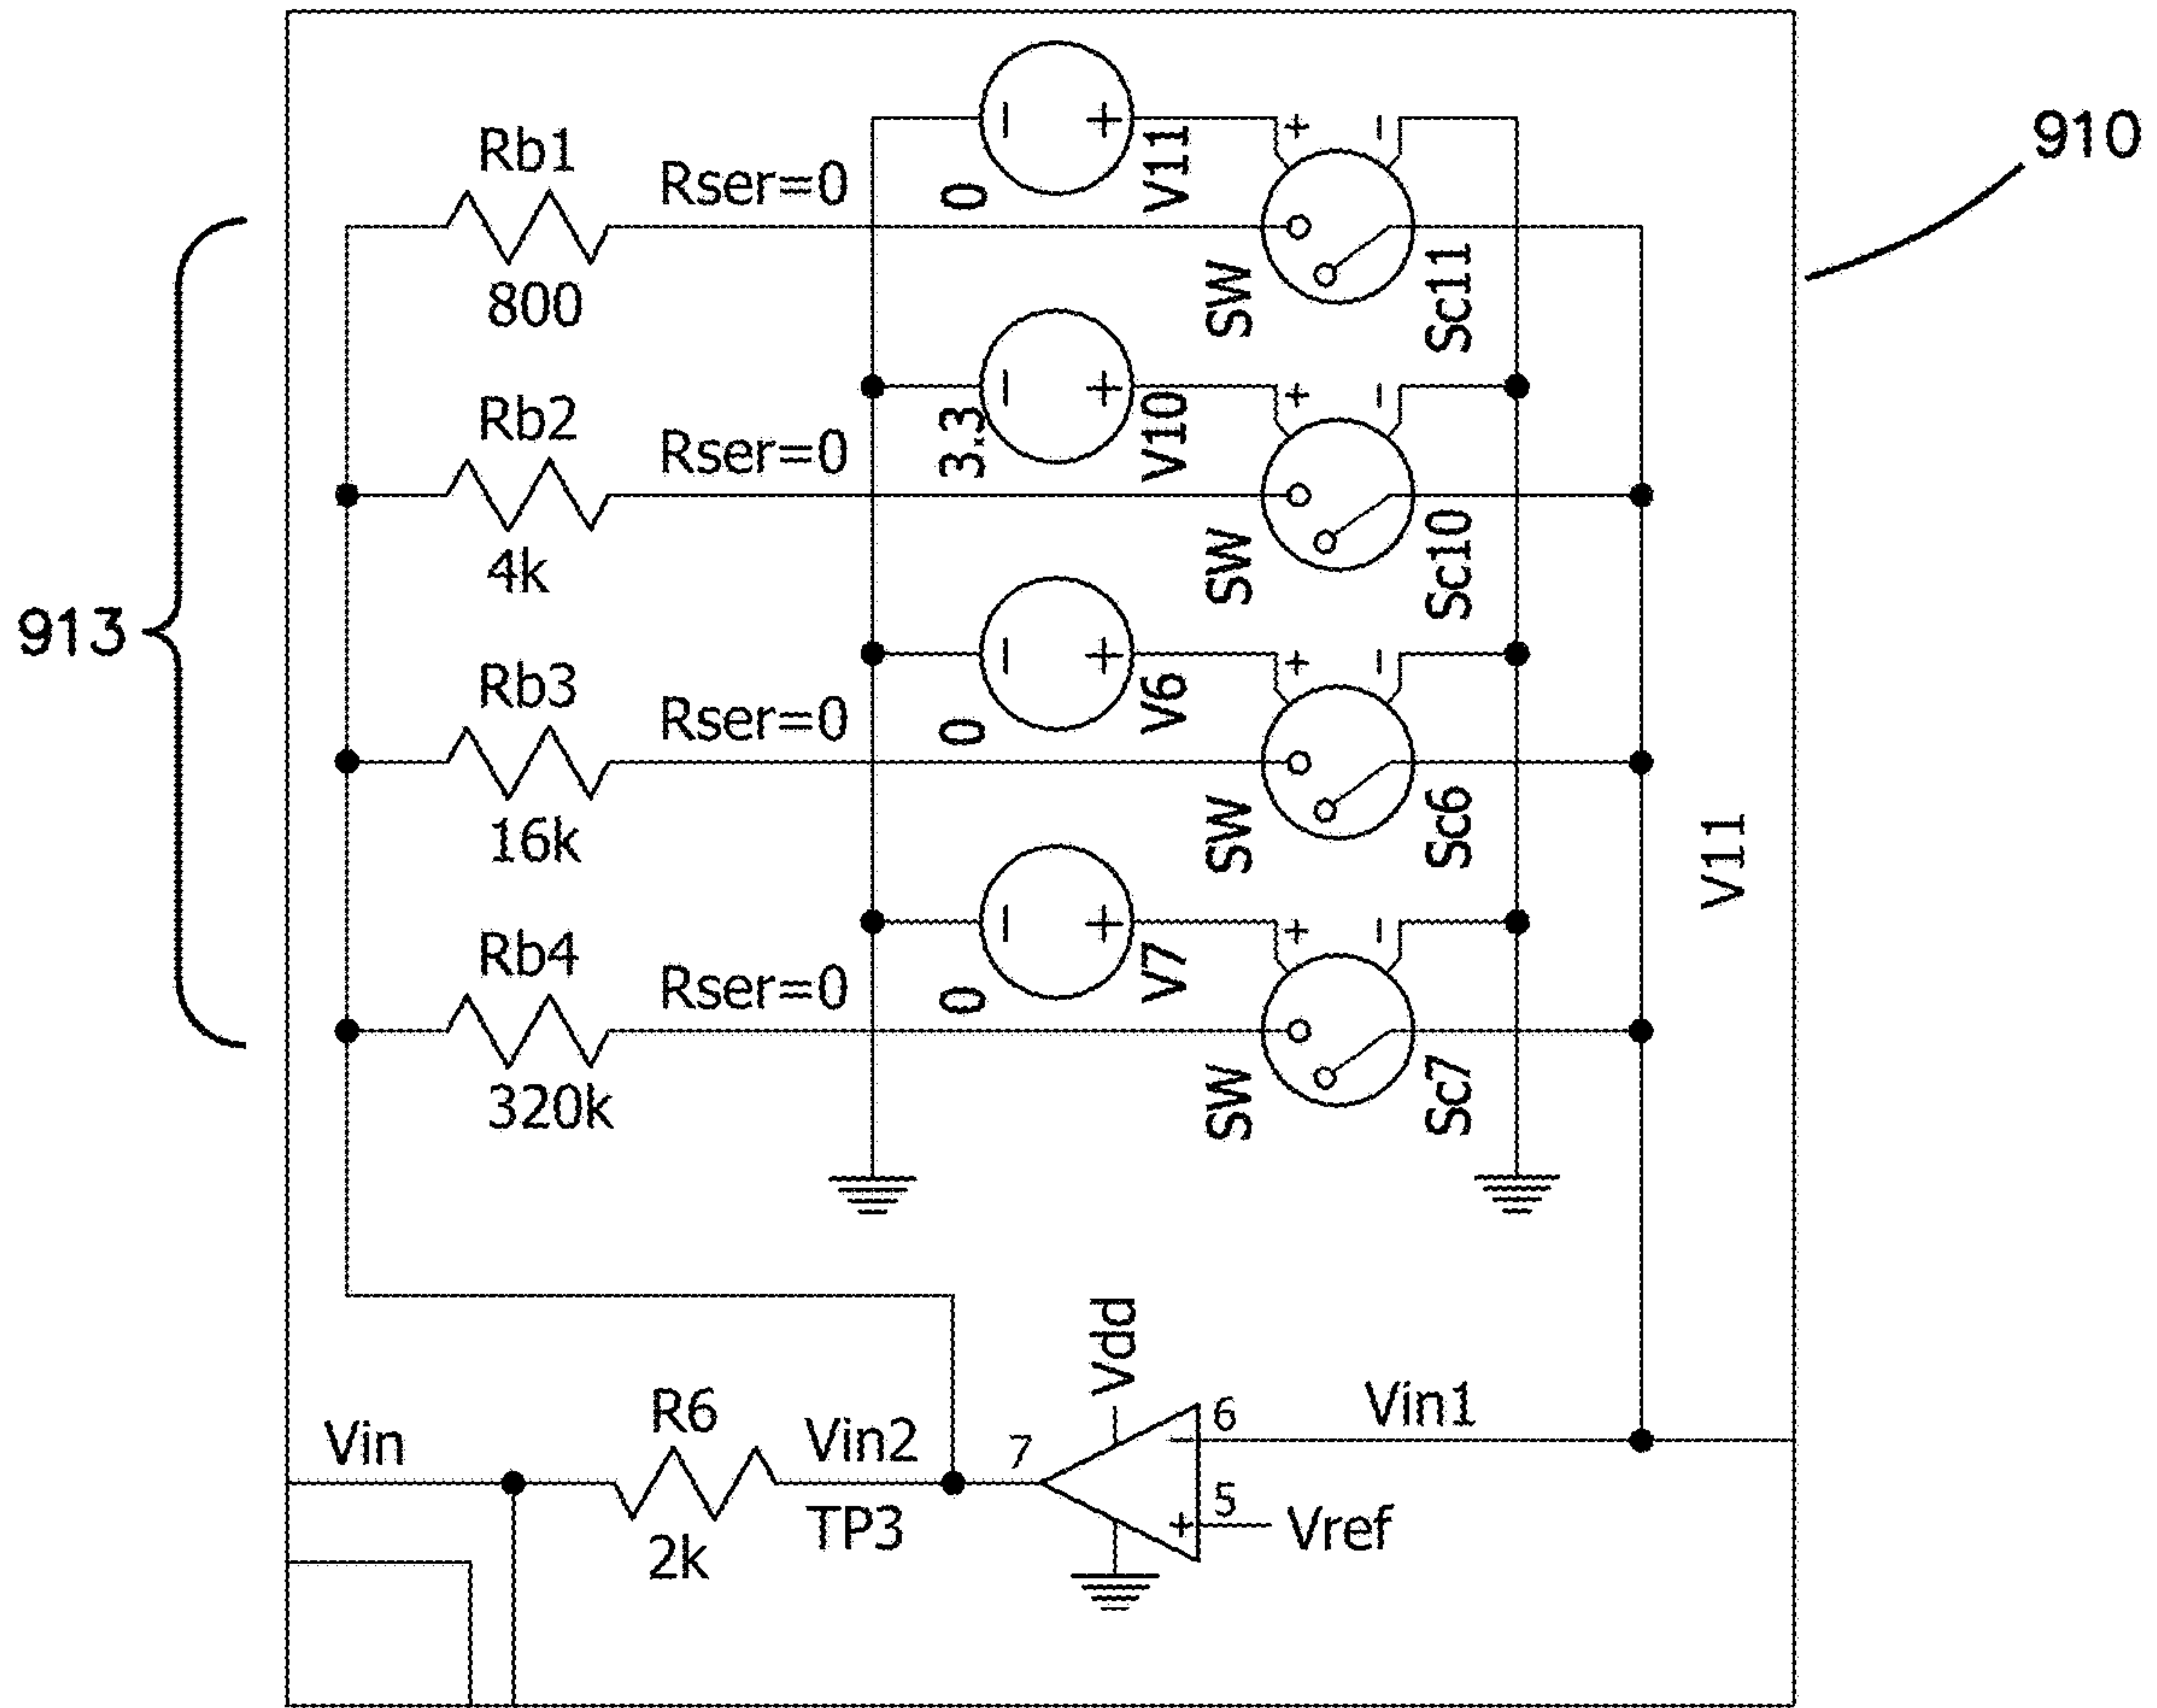 910
913
Rb1
800
Rser=0
0
V11
+
-
SW
Sc11
Rb2
4k
Rser=0
3.3
V10
+
-
SW
Sc10
Rb3
16k
Rser=0
0
V6
+
-
SW
Sc6
Rb4
320k
Rser=0
0
V7
+
-
SW
Sc7
V11
Vin
R6
2k
Vin2
TP3
7
Vdd
6
Vin1
5
Vref